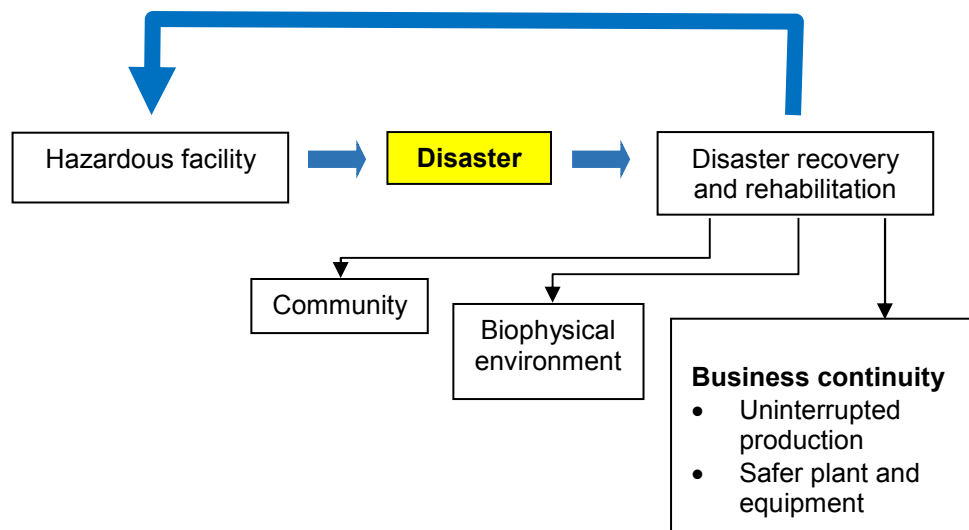 Hazardous facility
Disaster
Disaster recovery
and rehabilitation
Community
Biophysical
environment
Business continuity
• Uninterrupted
production
• Safer plant and
equipment